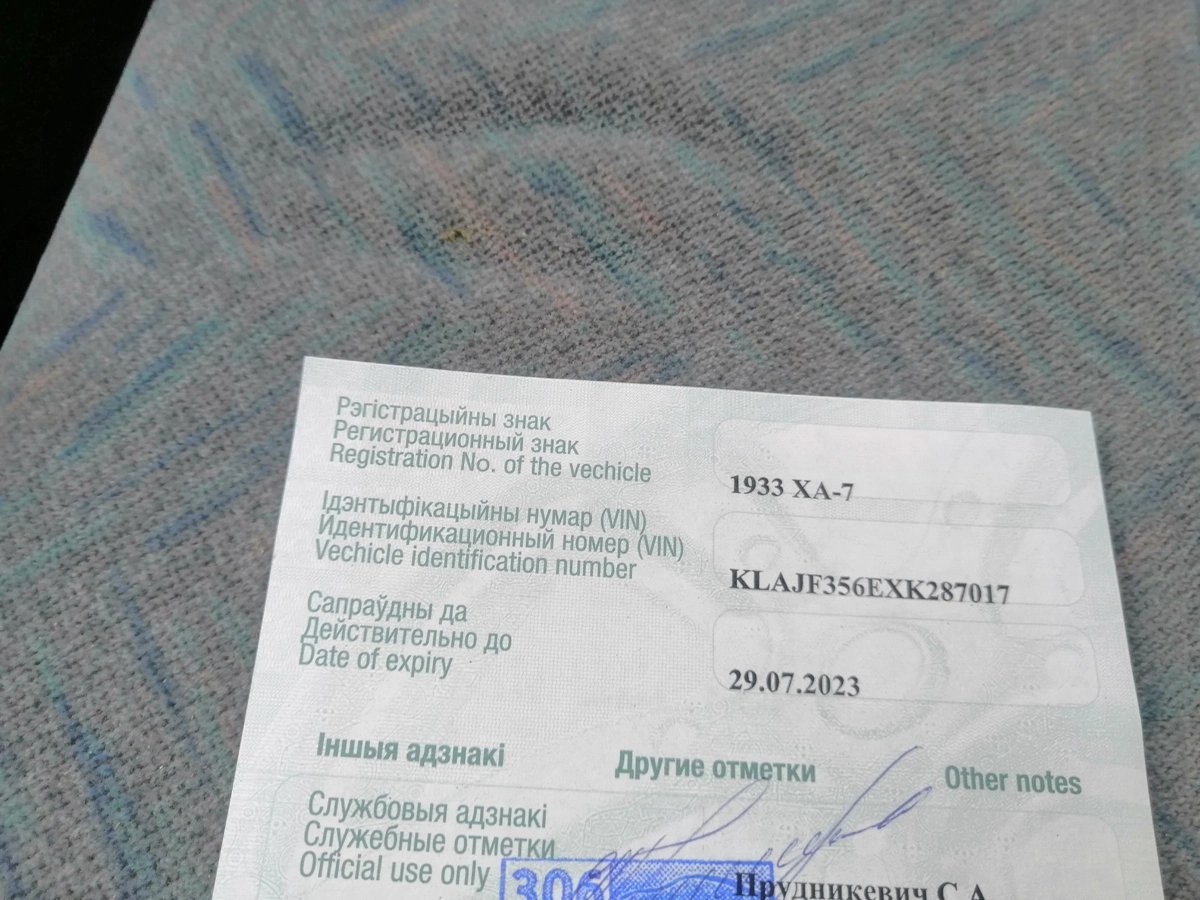 Рэгістрацыйны знак
Регистрационный знак
Registration No. of the vechicle
1933 XA-7
Ідэнтыфікацыйны нумар (VIN)
Идентификационный номер (VIN)
Vechicle identification number
KLAJF356EXK287017
Сапраўдны да
Действительно до
Date of expiry
29.07.2023
Іншыя адзнакі Другие отметки Other notes
Службовыя адзнакі
Служебные отметки
Official use only
306
Прудникевич С.А.